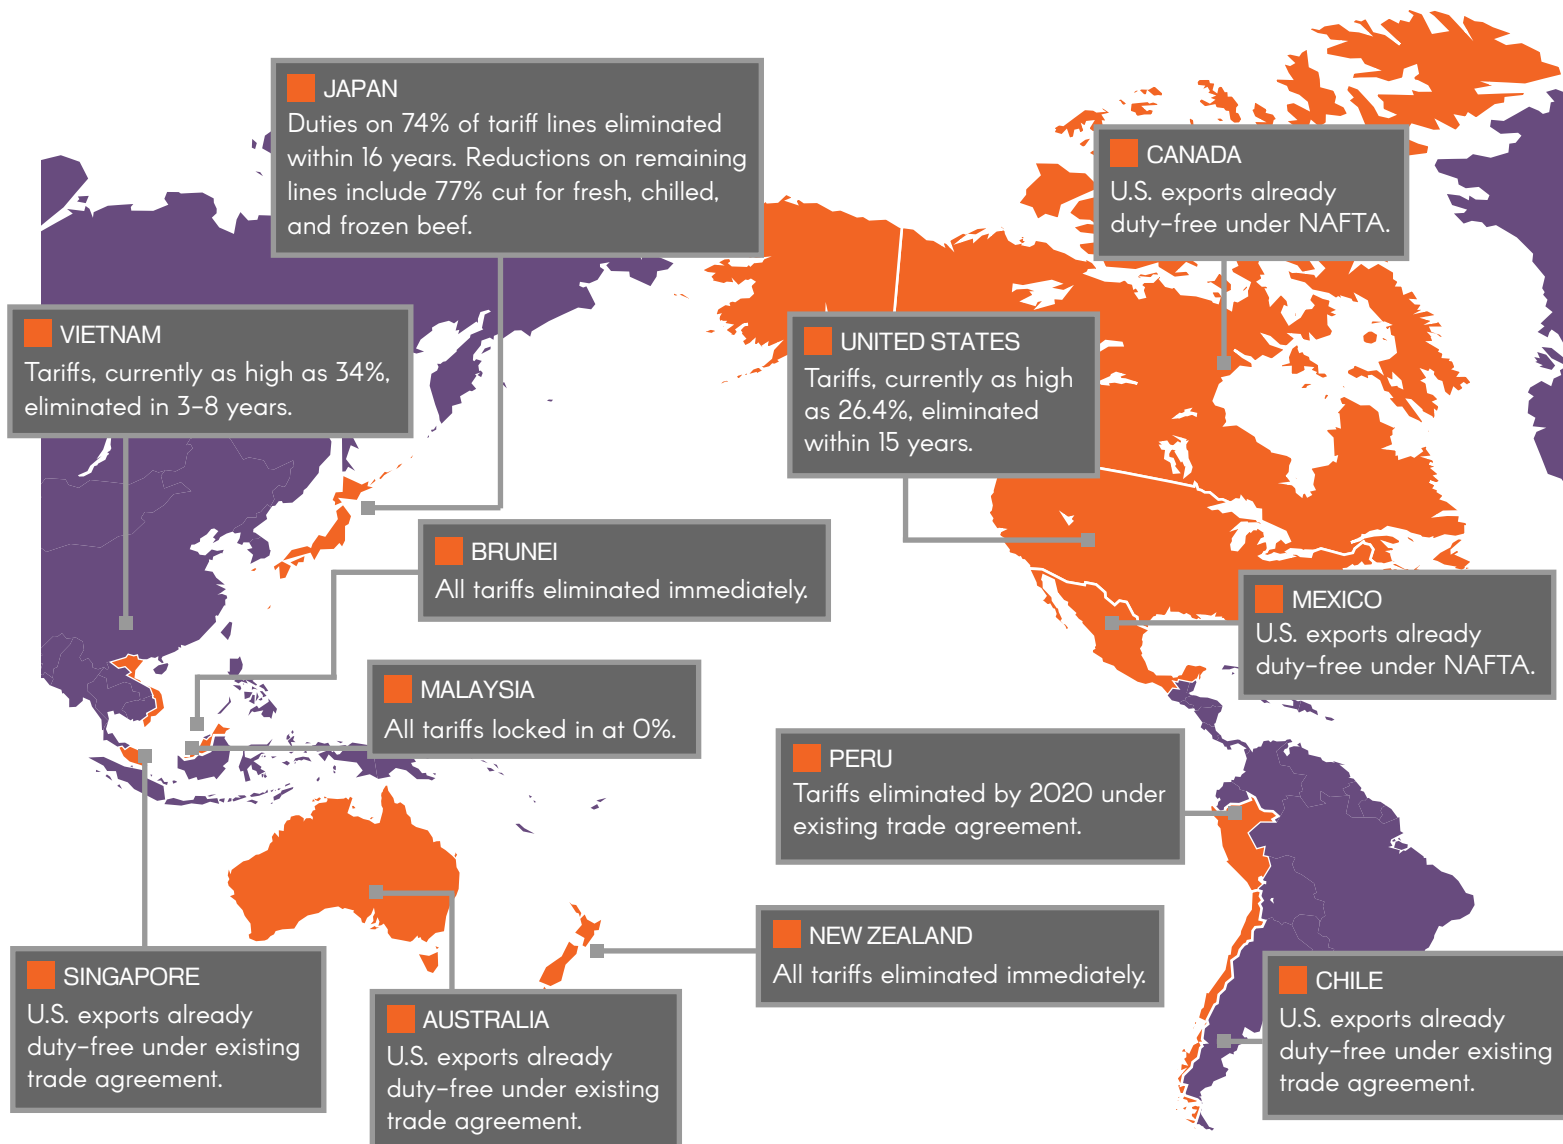 JAPAN
Duties on 74% of tariff lines eliminated
within 16 years. Reductions on remaining
lines include 77% cut for fresh, chilled,
and frozen beef.
CANADA
U.S. exports already
duty-free under NAFTA.
VIETNAM
Tariffs, currently as high as 34%,
eliminated in 3-8 years.
UNITED STATES
Tariffs, currently as high
as 26.4%, eliminated
within 15 years.
BRUNEI
All tariffs eliminated immediately.
MEXICO
U.S. exports already
duty-free under NAFTA.
MALAYSIA
All tariffs locked in at 0%.
PERU
Tariffs eliminated by 2020 under
existing trade agreement.
NEW ZEALAND
All tariffs eliminated immediately.
SINGAPORE
U.S. exports already
duty-free under existing
trade agreement.
AUSTRALIA
U.S. exports already
duty-free under existing
trade agreement.
CHILE
U.S. exports already
duty-free under existing
trade agreement.